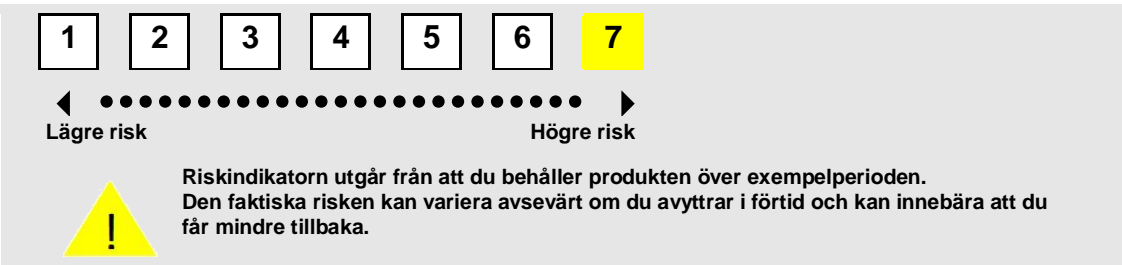 1 2 3 4 5 6 7
Lägre risk Högre risk
Riskindikatorn utgår från att du behåller produkten över exempelperioden.
Den faktiska risken kan variera avsevärt om du avyttrar i förtid och kan innebära att du
får mindre tillbaka.
!